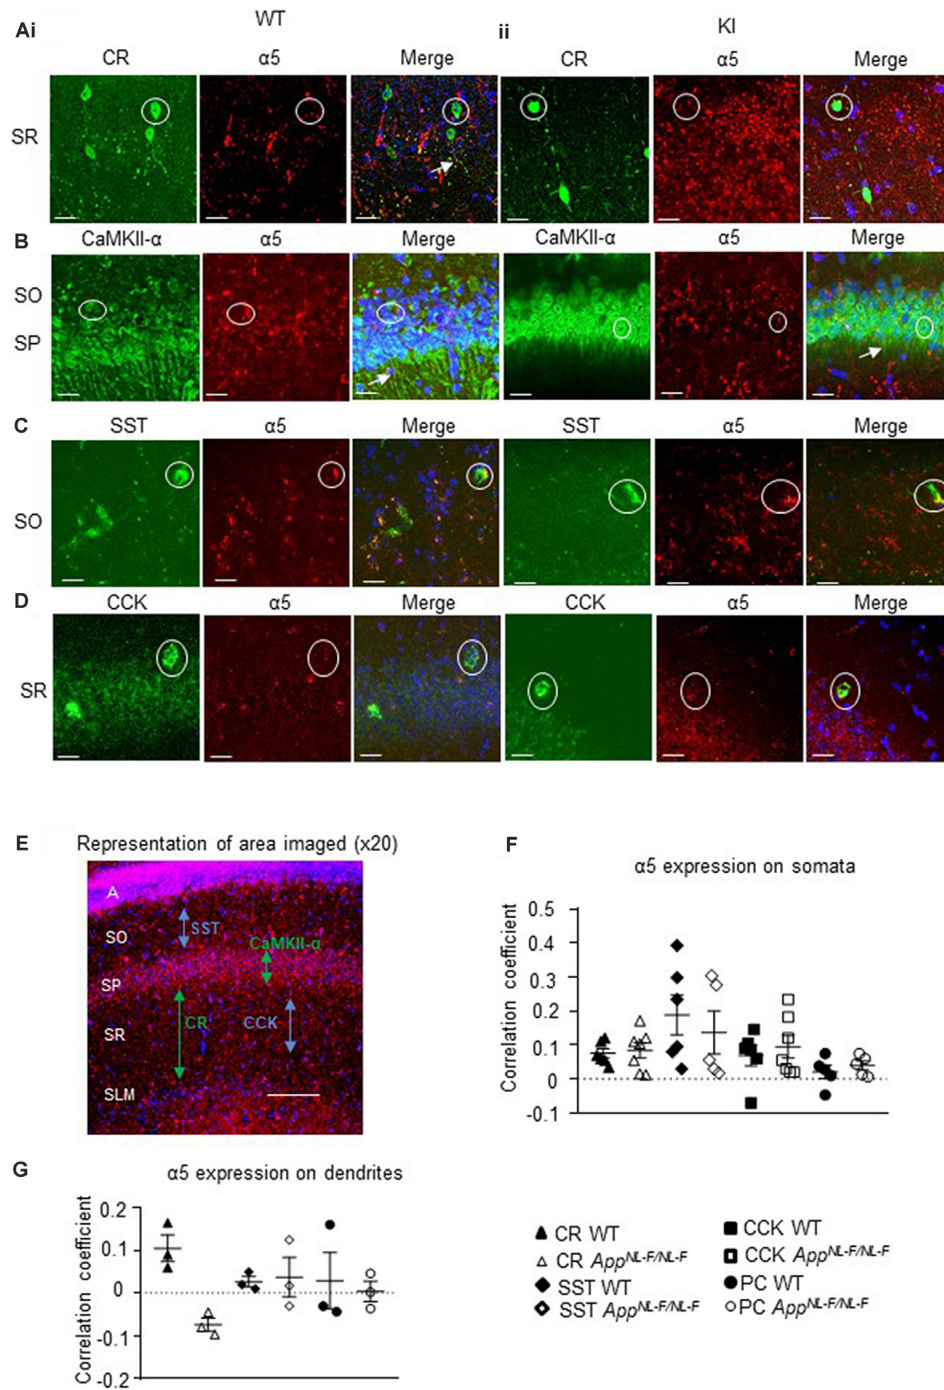 Ai WT ii KI
CR α5 Merge CR α5 Merge
SR
B CaMKII-α α5 Merge CaMKII-α α5 Merge
SO
SP
C SST α5 Merge SST α5 Merge
SO
D CCK α5 Merge CCK α5 Merge
SR
E Representation of area imaged (x20)
A
SO
SST
CaMKII-α
SP
SR
CR
CCK
SLM
F
α5 expression on somata
Correlation coefficient
0.5
0.4
0.3
0.2
0.1
0
-0.1
G
α5 expression on dendrites
Correlation coefficient
0.2
0.1
0
-0.1
-0.2
CR WT
CR App^NL-F/NL-F
SST WT
SST App^NL-F/NL-F
CCK WT
CCK App^NL-F/NL-F
PC WT
PC App^NL-F/NL-F